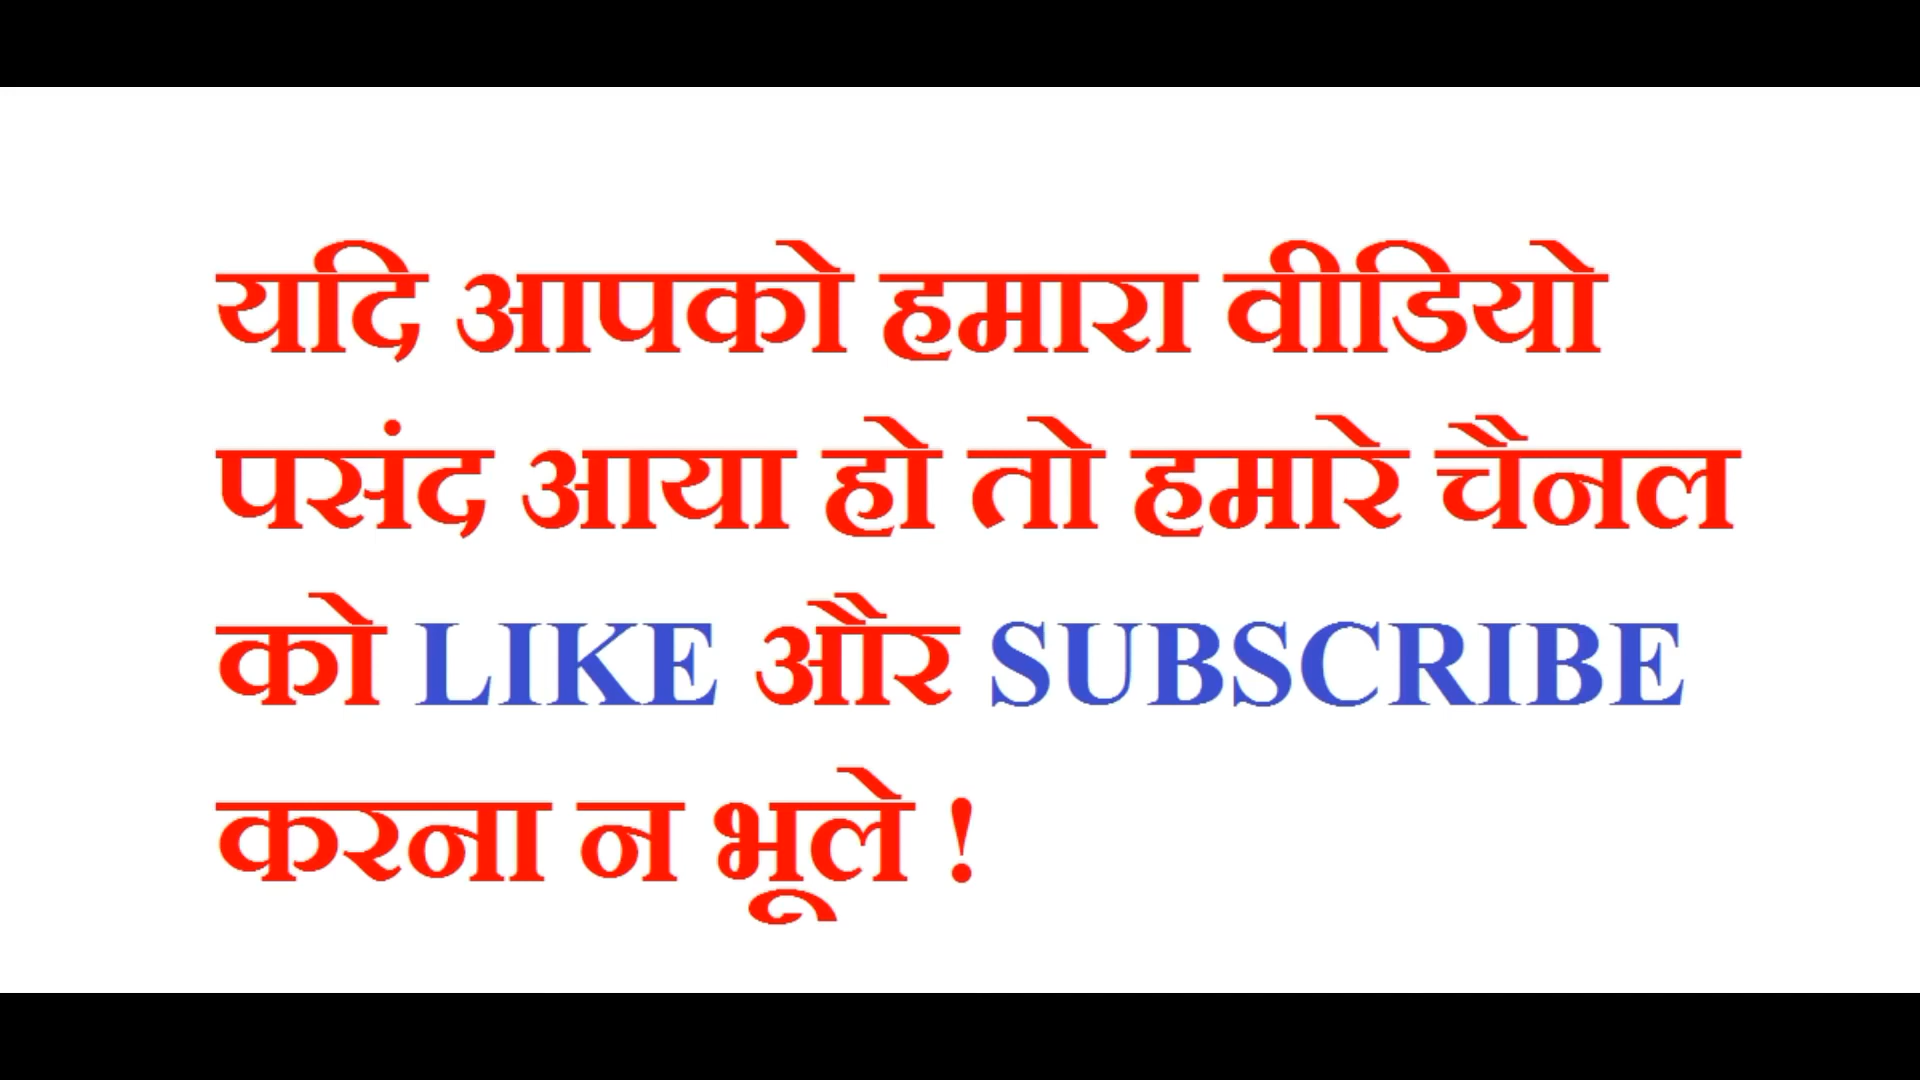 यदि आपको हमारा वीडियो
पसंद आया हो तो हमारे चैनल
को LIKE और SUBSCRIBE
करना न भूले !